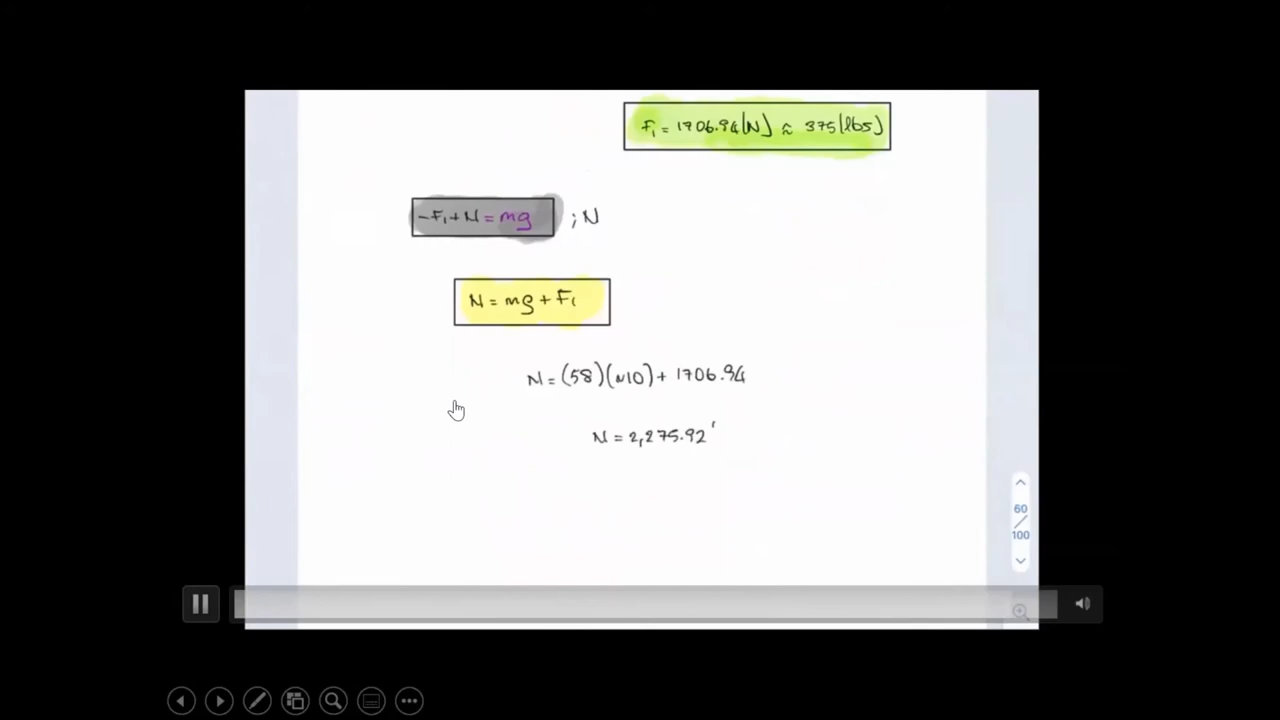 F₁ = 1706.94(N) ≈ 375(lbs)
-F₁+N = mg ; N
N = mg + F₁
N = (58)(~10) + 1706.94
N = 2,275.92'
60
/
100